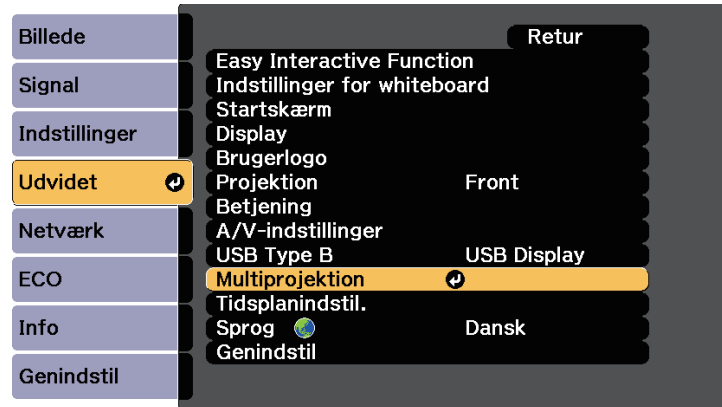 Billede
Signal
Indstillinger
Udvidet
Netværk
ECO
Info
Genindstil
Retur
Easy Interactive Function
Indstillinger for whiteboard
Startskærm
Display
Brugerlogo
Projektion Front
Betjening
A/V-indstillinger
USB Type B USB Display
Multiprojektion
Tidsplanindstil.
Sprog Dansk
Genindstil